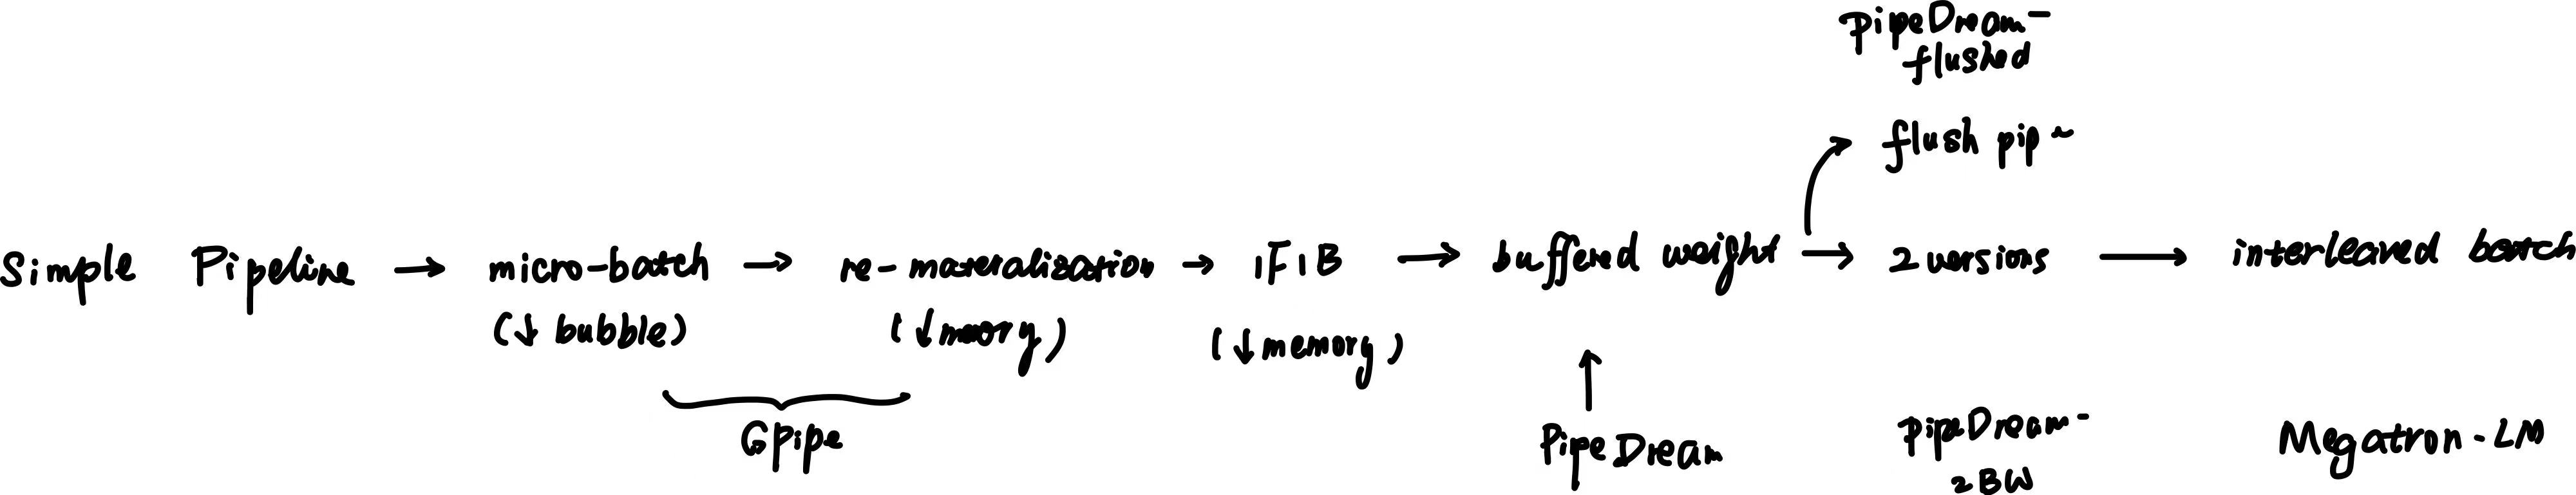 PipeDream-
flushed
flush pip~
Simple Pipeline → micro-batch → re-materalization → 1F1B → buffered weight → 2 versions → interleaved batch
(↓ bubble) (↓ meory) (↓ memory)
Gpipe PipeDream PipeDream- Megatron-LM
2BW